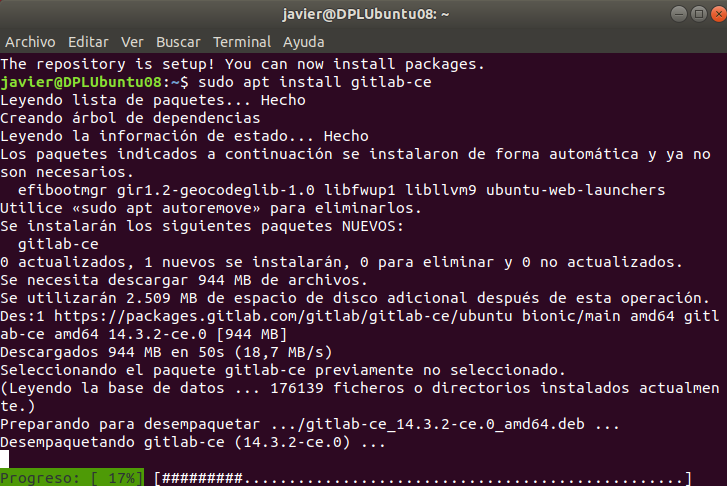 javier@DPLUbuntu08: ~
Archivo Editar Ver Buscar Terminal Ayuda
The repository is setup! You can now install packages.
javier@DPLUbuntu08:~$ sudo apt install gitlab-ce
Leyendo lista de paquetes... Hecho
Creando árbol de dependencias
Leyendo la información de estado... Hecho
Los paquetes indicados a continuación se instalaron de forma automática y ya no
son necesarios.
  efibootmgr gir1.2-geocodeglib-1.0 libfwup1 libllvm9 ubuntu-web-launchers
Utilice «sudo apt autoremove» para eliminarlos.
Se instalarán los siguientes paquetes NUEVOS:
  gitlab-ce
0 actualizados, 1 nuevos se instalarán, 0 para eliminar y 0 no actualizados.
Se necesita descargar 944 MB de archivos.
Se utilizarán 2.509 MB de espacio de disco adicional después de esta operación.
Des:1 https://packages.gitlab.com/gitlab/gitlab-ce/ubuntu bionic/main amd64 gitl
ab-ce amd64 14.3.2-ce.0 [944 MB]
Descargados 944 MB en 50s (18,7 MB/s)
Seleccionando el paquete gitlab-ce previamente no seleccionado.
(Leyendo la base de datos ... 176139 ficheros o directorios instalados actualmen
te.)
Preparando para desempaquetar .../gitlab-ce_14.3.2-ce.0_amd64.deb ...
Desempaquetando gitlab-ce (14.3.2-ce.0) ...
Progreso: [ 17%] [#########.................................................]